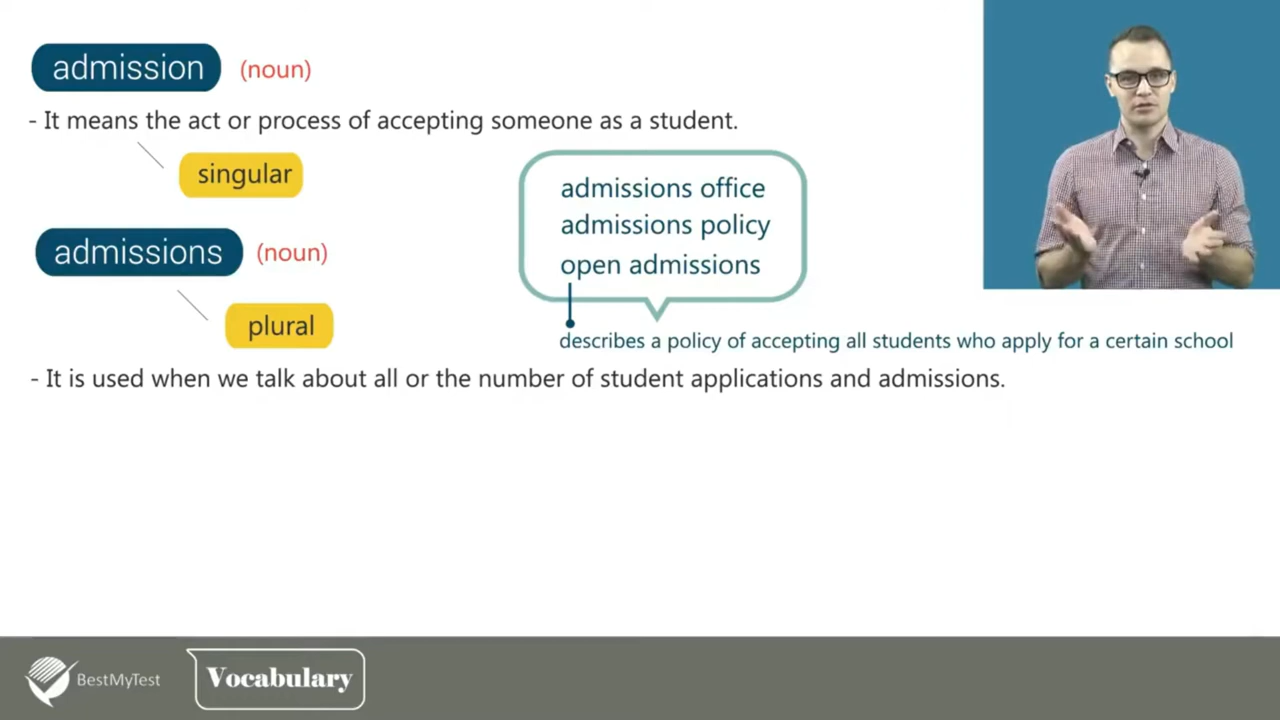 admission (noun)
- It means the act or process of accepting someone as a student.
singular
admissions (noun)
plural
admissions office
admissions policy
open admissions
describes a policy of accepting all students who apply for a certain school
- It is used when we talk about all or the number of student applications and admissions.
BestMyTest
Vocabulary